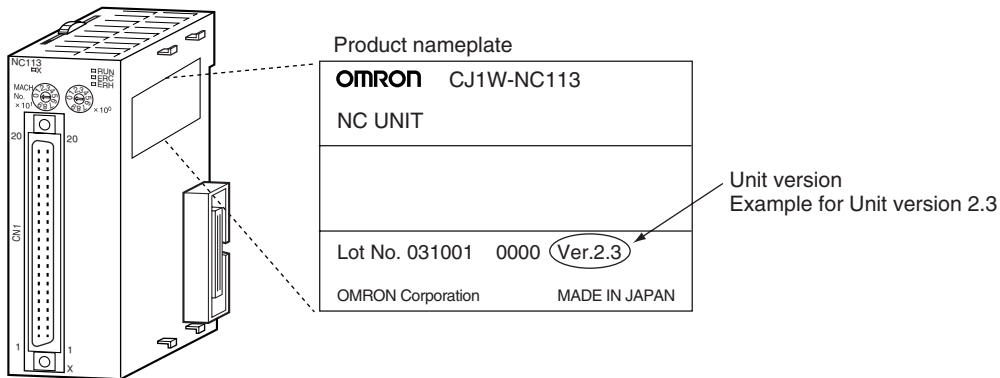 Product nameplate
OMRON CJ1W-NC113
NC UNIT
Lot No. 031001 0000 Ver.2.3
OMRON Corporation MADE IN JAPAN
Unit version
Example for Unit version 2.3
NC113
X
RUN
ERC
ERH
MACH
No.
×10¹
×10⁰
20 20
CN1
1 1
X